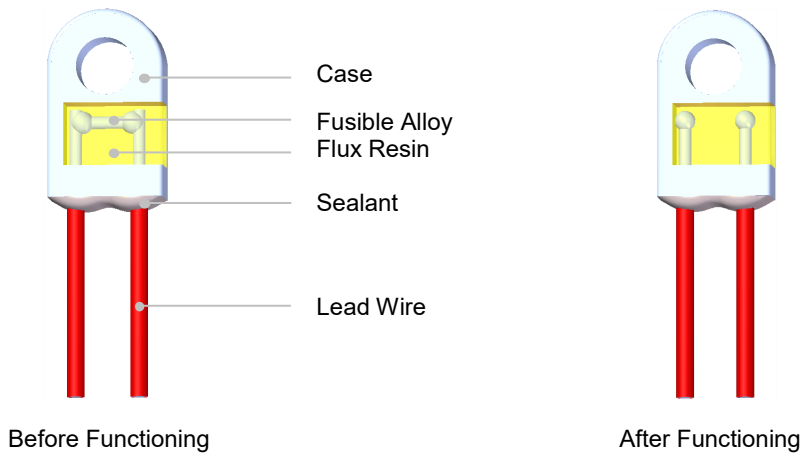 Case
Fusible Alloy
Flux Resin
Sealant
Lead Wire
Before Functioning
After Functioning